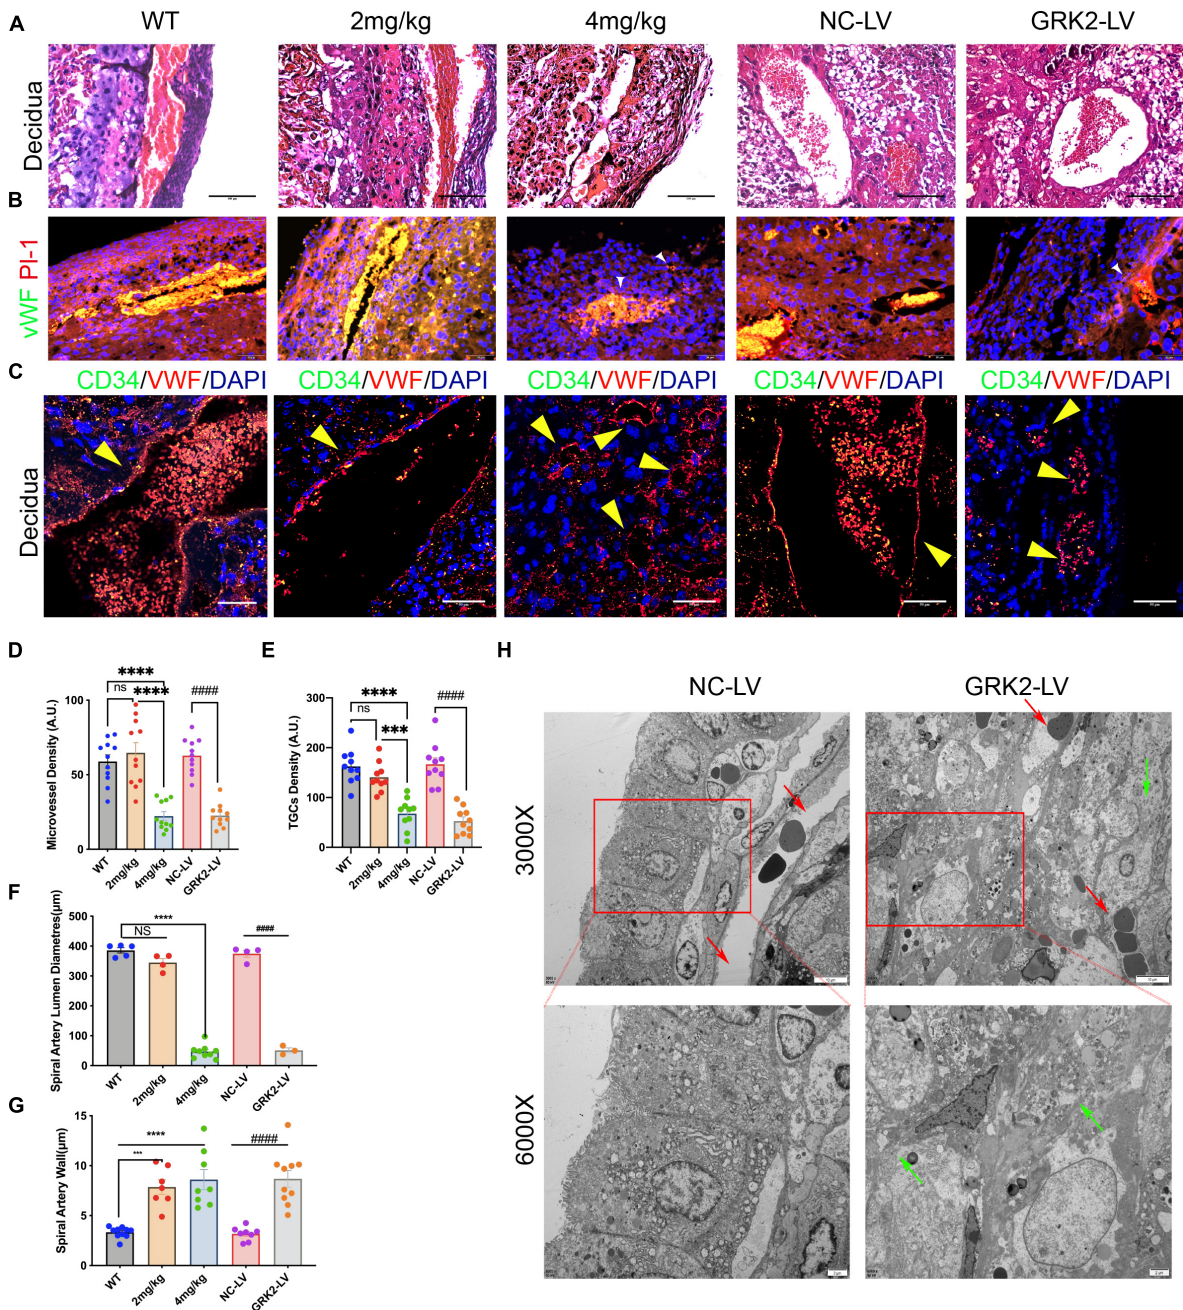 A
WT
2mg/kg
4mg/kg
NC-LV
GRK2-LV
Decidua
B
vWF PI-1
C
CD34/VWF/DAPI
CD34/VWF/DAPI
CD34/VWF/DAPI
CD34/VWF/DAPI
CD34/VWF/DAPI
Decidua
D
Microvessel Density (A.U.)
100
50
0
****
ns
****
####
WT
2mg/kg
4mg/kg
NC-LV
GRK2-LV
E
TGCs Density (A.U.)
300
200
100
0
****
ns
***
####
WT
2mg/kg
4mg/kg
NC-LV
GRK2-LV
F
Spiral Artery Lumen Diametres(μm)
500
400
300
200
100
0
****
NS
####
WT
2mg/kg
4mg/kg
NC-LV
GRK2-LV
G
Spiral Artery Wall(μm)
15
10
5
0
****
***
####
WT
2mg/kg
4mg/kg
NC-LV
GRK2-LV
H
NC-LV
GRK2-LV
3000X
6000X